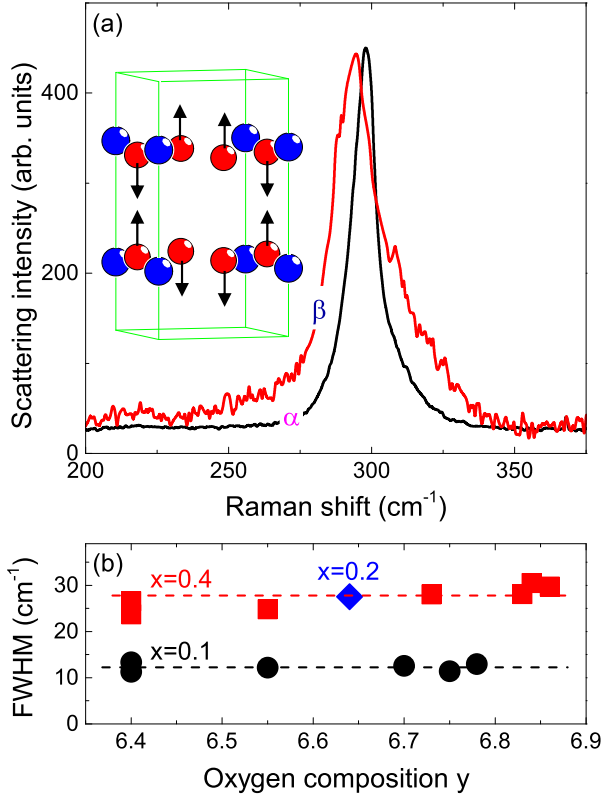 (a)
Scattering intensity (arb. units)
400
200
0
β
α
200
250
300
350
Raman shift (cm⁻¹)
(b)
FWHM (cm⁻¹)
30
20
10
0
x=0.4
x=0.2
x=0.1
6.4
6.5
6.6
6.7
6.8
6.9
Oxygen composition y